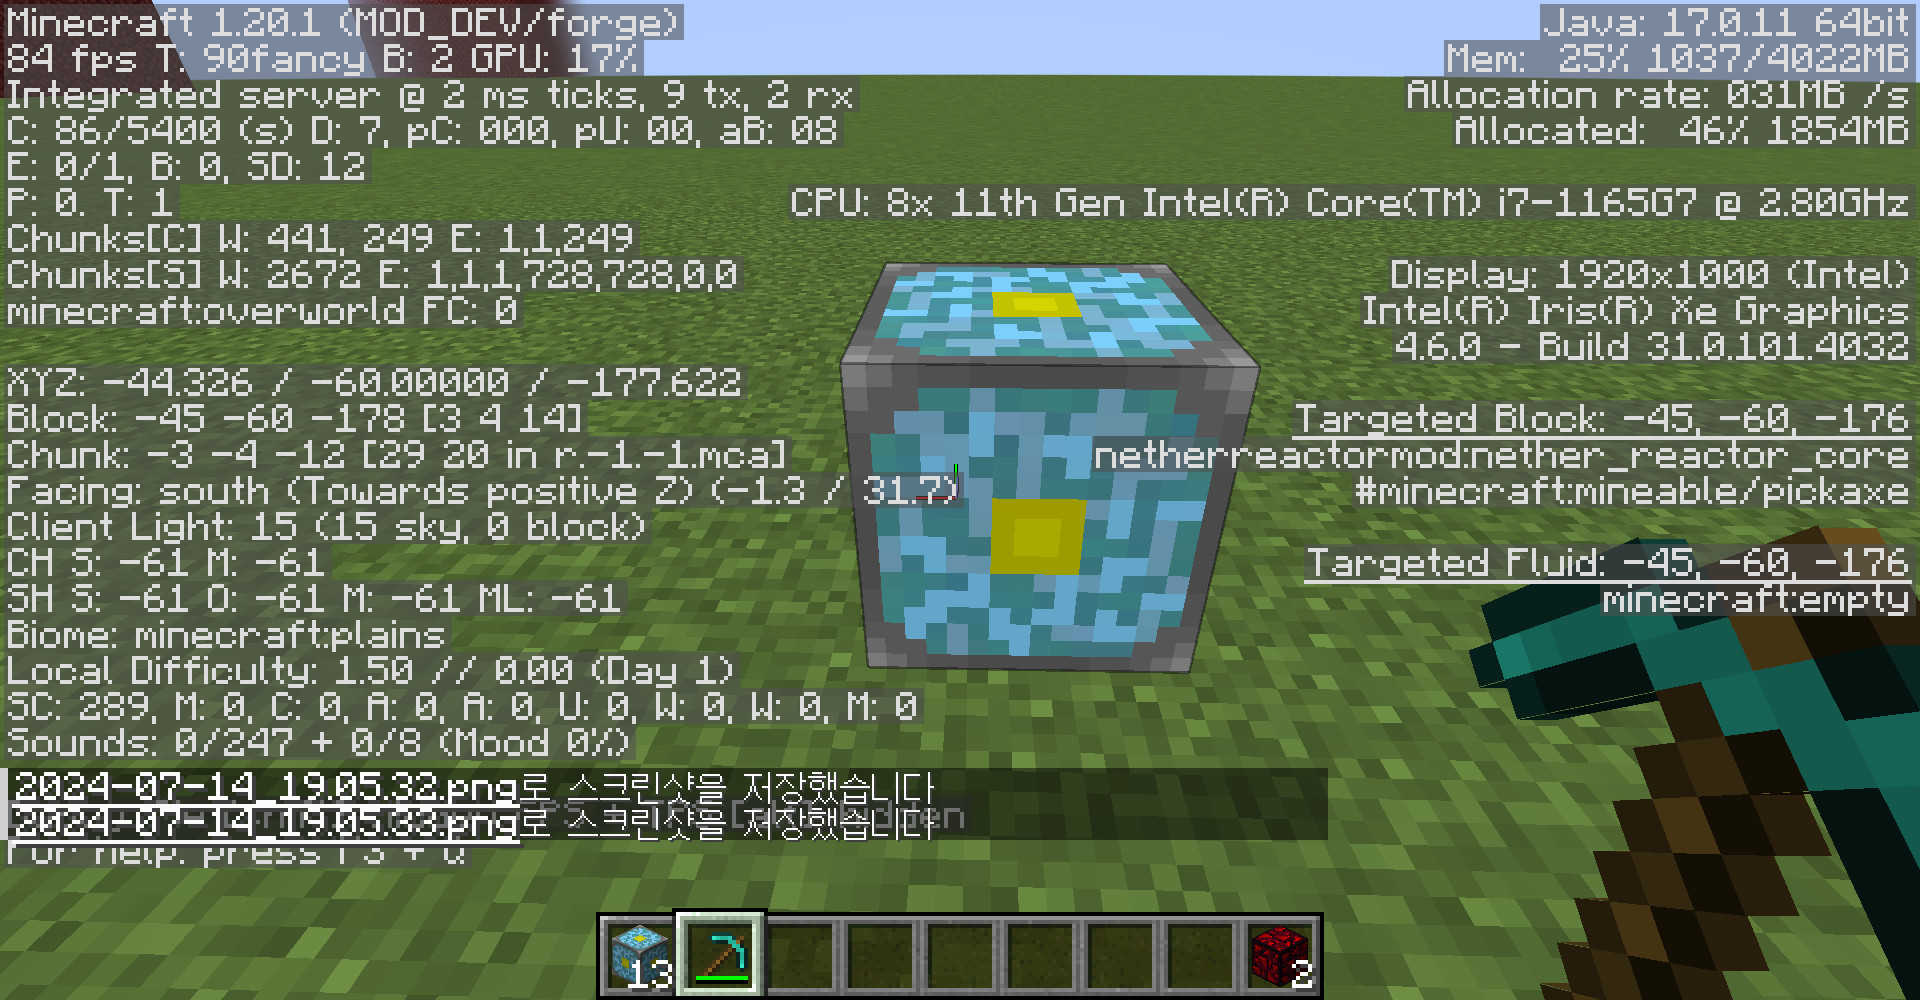 Minecraft 1.20.1 (MOD_DEV/forge)
84 fps T: 90fancy B: 2 GPU: 17%
Integrated server @ 2 ms ticks, 9 tx, 2 rx
C: 86/5400 (s) D: 7, pC: 000, pU: 00, aB: 08
E: 0/1, B: 0, SD: 12
P: 0. T: 1
Chunks[C] W: 441, 249 E: 1,1,249
Chunks[S] W: 2672 E: 1,1,1,728,728,0,0
minecraft:overworld FC: 0
XYZ: -44.326 / -60.00000 / -177.622
Block: -45 -60 -178 [3 4 14]
Chunk: -3 -4 -12 [29 20 in r.-1.-1.mca]
Facing: south (Towards positive Z) (-1.3 / 31.7)
Client Light: 15 (15 sky, 0 block)
CH S: -61 M: -61
SH S: -61 O: -61 M: -61 ML: -61
Biome: minecraft:plains
Local Difficulty: 1.50 // 0.00 (Day 1)
SC: 289, M: 0, C: 0, A: 0, A: 0, U: 0, W: 0, W: 0, M: 0
Sounds: 0/247 + 0/8 (Mood 0%)
2024-07-14_19.05.32.png로 스크린샷을 저장했습니다
2024-07-14_19.05.33.png로 스크린샷을 저장했습니다
For help: press F3 + Q
Java: 17.0.11 64bit
Mem: 25% 1037/4022MB
Allocation rate: 031MB /s
Allocated: 46% 1854MB
CPU: 8x 11th Gen Intel(R) Core(TM) i7-1165G7 @ 2.80GHz
Display: 1920x1000 (Intel)
Intel(R) Iris(R) Xe Graphics
4.6.0 - Build 31.0.101.4032
Targeted Block: -45, -60, -176
netherreactormod:nether_reactor_core
#minecraft:mineable/pickaxe
Targeted Fluid: -45, -60, -176
minecraft:empty
13
2